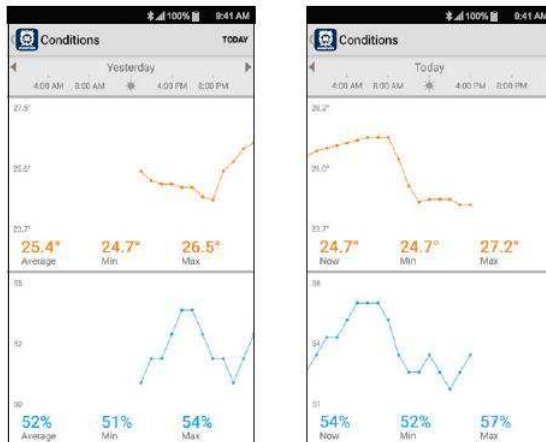 100% 9:41 AM
Conditions TODAY
Yesterday
4:00 AM 8:00 AM 4:00 PM 8:00 PM
27.5°
23.7°
25.4° 24.7° 26.5°
Average Min Max
55
52
50
52% 51% 54%
Average Min Max
100% 9:41 AM
Conditions
Today
4:00 AM 8:00 AM 4:00 PM 8:00 PM
28.2°
26.0°
23.7°
24.7° 24.7° 27.2°
Now Min Max
58
54
51
54% 52% 57%
Now Min Max